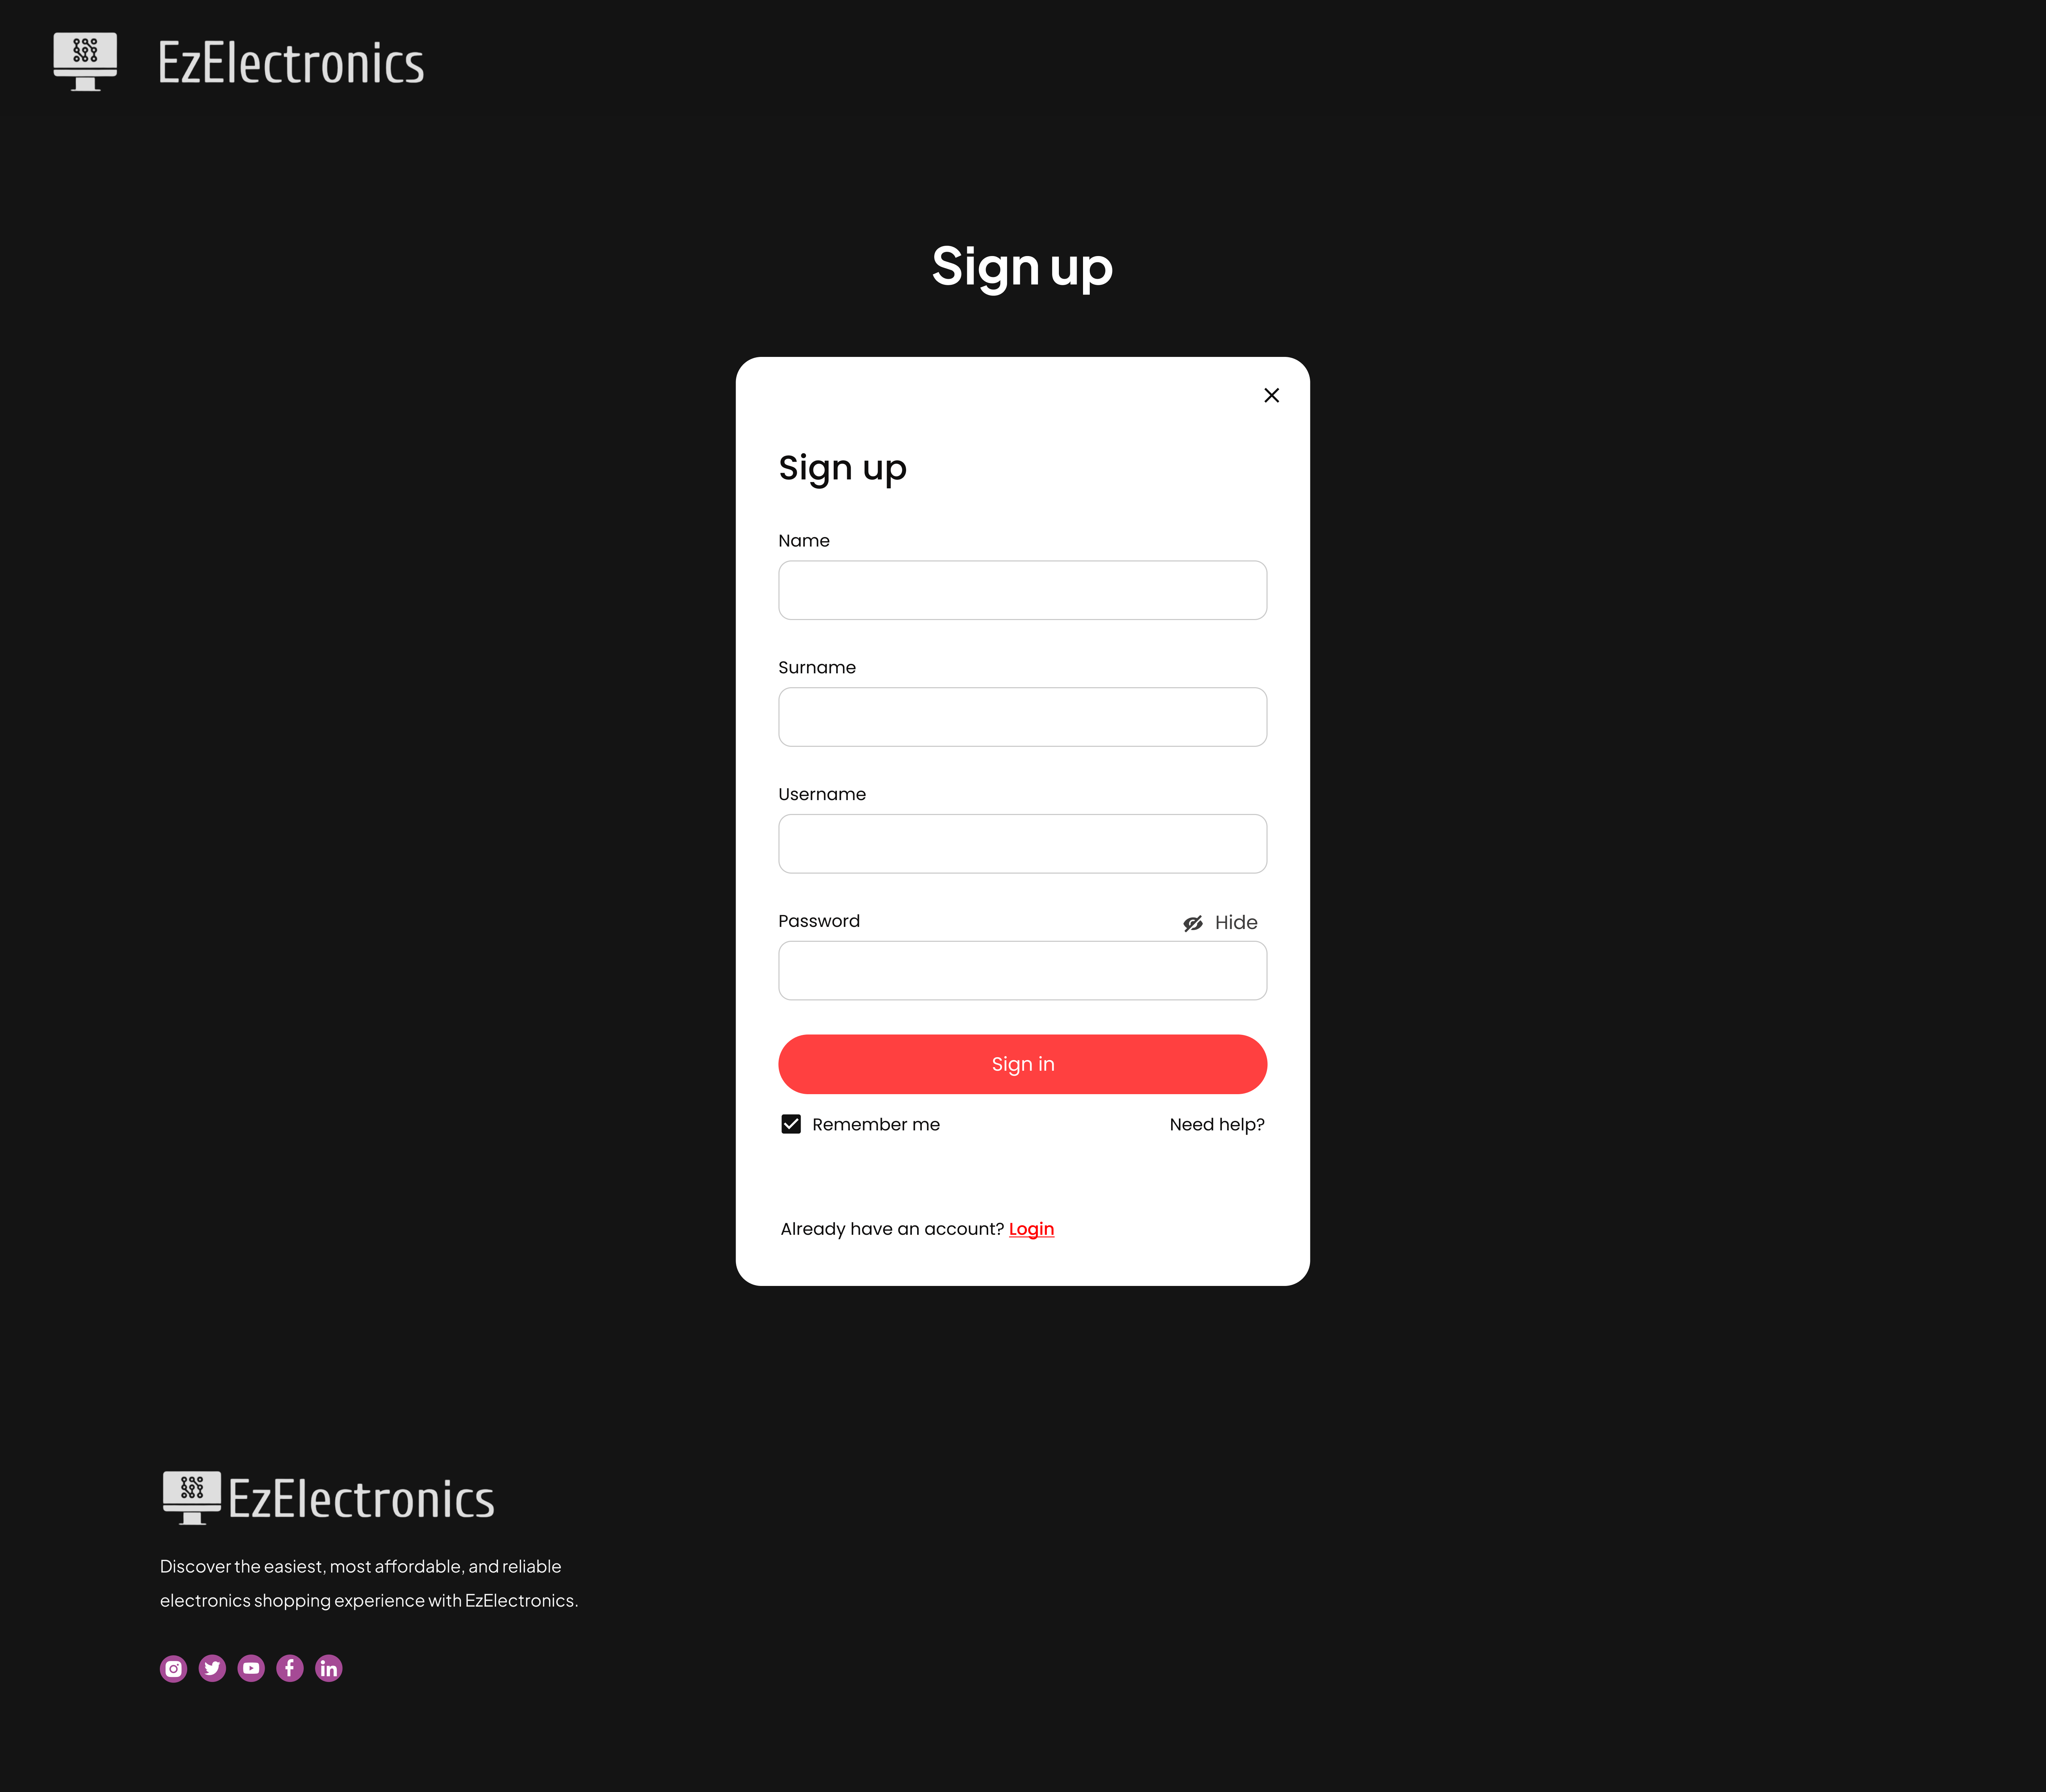 EzElectronics
Sign up
Sign up
Name
Surname
Username
Password
Hide
Sign in
Remember me
Need help?
Already have an account? Login
EzElectronics
Discover the easiest, most affordable, and reliable
electronics shopping experience with EzElectronics.